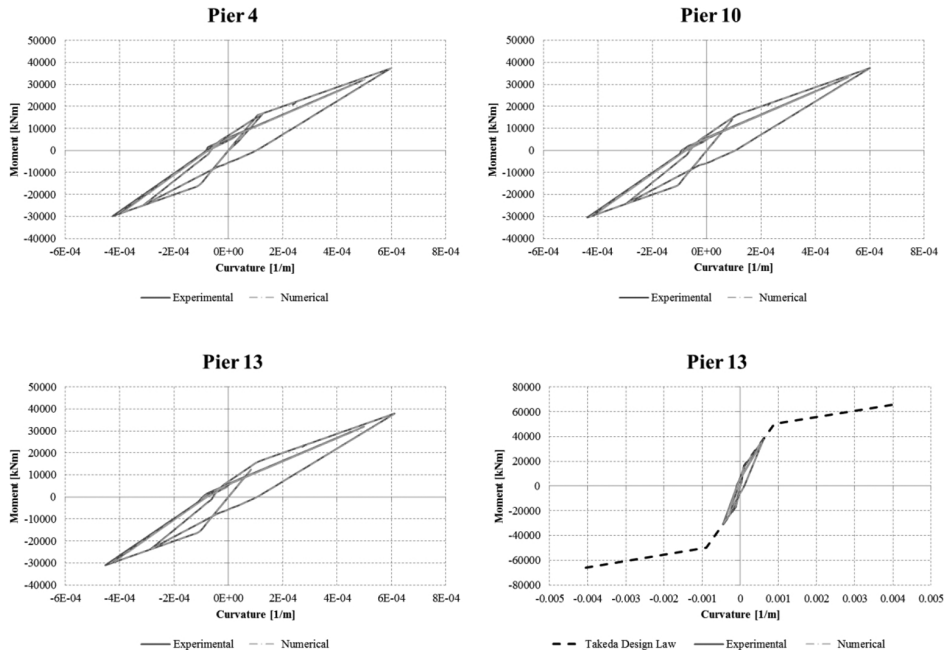 Pier 4
50000
40000
30000
20000
10000
0
-10000
-20000
-30000
-40000
Moment [kNm]
-6E-04 -4E-04 -2E-04 0E+00 2E-04 4E-04 6E-04
Curvature [1/m]
Experimental Numerical
Pier 10
50000
40000
30000
20000
10000
0
-10000
-20000
-30000
-40000
Moment [kNm]
-6E-04 -4E-04 -2E-04 0E+00 2E-04 4E-04 6E-04 8E-04
Curvature [1/m]
Experimental Numerical
Pier 13
50000
40000
30000
20000
10000
0
-10000
-20000
-30000
-40000
Moment [kNm]
-6E-04 -4E-04 -2E-04 0E+00 2E-04 4E-04 6E-04 8E-04
Curvature [1/m]
Experimental Numerical
Pier 13
80000
60000
40000
20000
0
-20000
-40000
-60000
-80000
Moment [kNm]
-0.005 -0.004 -0.003 -0.002 -0.001 0 0.001 0.002 0.003 0.004 0.005
Curvature [1/m]
Takeda Design Law Experimental Numerical